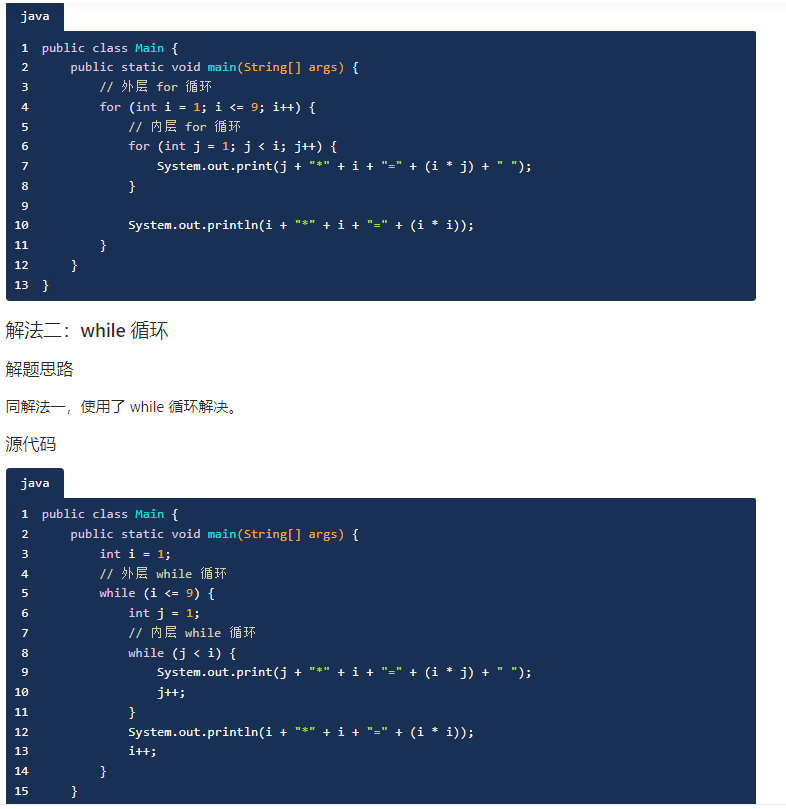 java
1 public class Main {
2     public static void main(String[] args) {
3         // 外层 for 循环
4         for (int i = 1; i <= 9; i++) {
5             // 内层 for 循环
6             for (int j = 1; j < i; j++) {
7                 System.out.print(j + "*" + i + "=" + (i * j) + " ");
8             }
9
10             System.out.println(i + "*" + i + "=" + (i * i));
11         }
12     }
13 }
解法二：while 循环
解题思路
同解法一，使用了 while 循环解决。
源代码
java
1 public class Main {
2     public static void main(String[] args) {
3         int i = 1;
4         // 外层 while 循环
5         while (i <= 9) {
6             int j = 1;
7             // 内层 while 循环
8             while (j < i) {
9                 System.out.print(j + "*" + i + "=" + (i * j) + " ");
10                 j++;
11             }
12             System.out.println(i + "*" + i + "=" + (i * i));
13             i++;
14         }
15     }